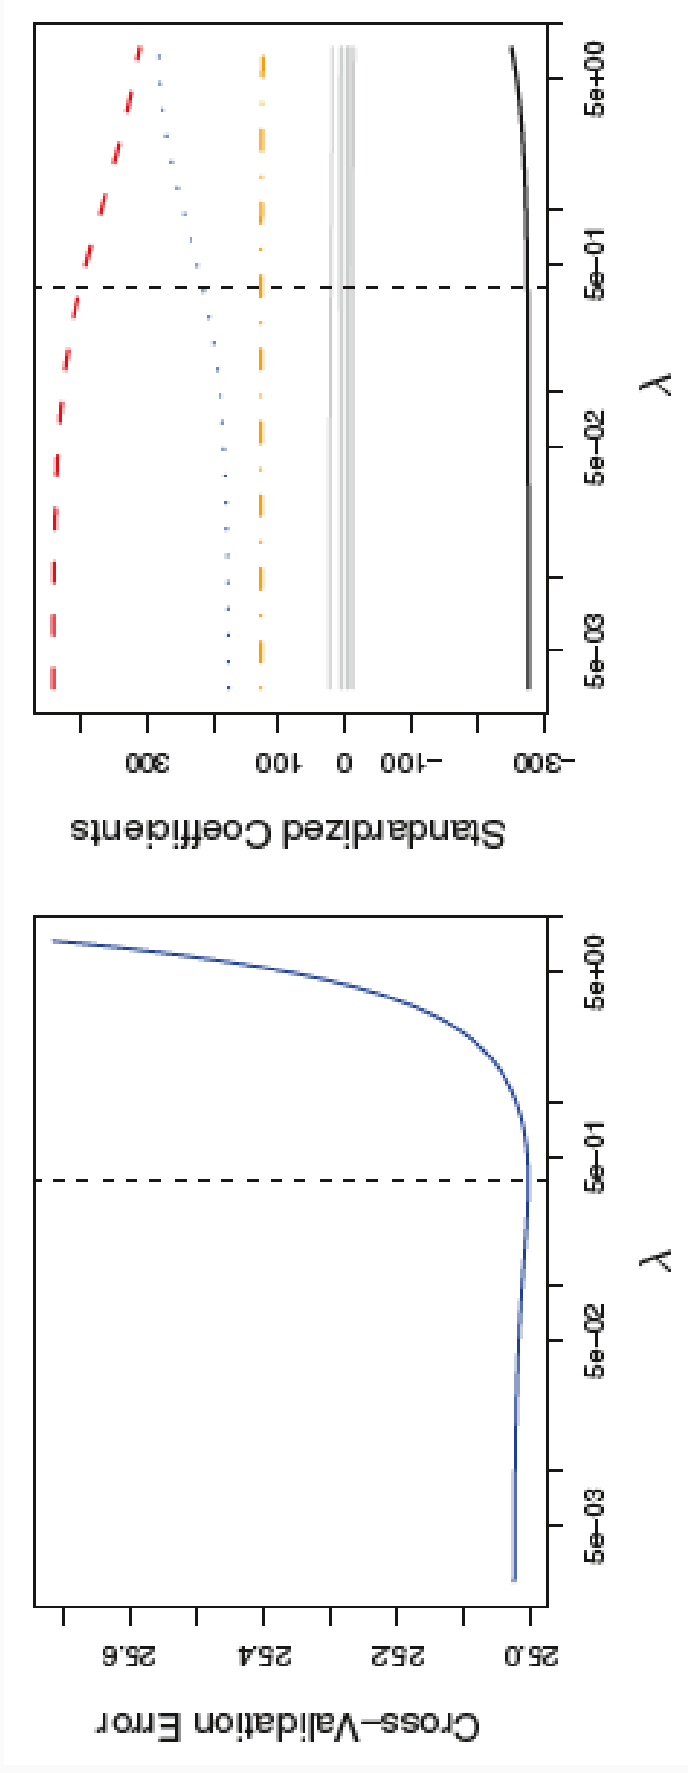 Cross−Validation Error
25.0 25.2 25.4 25.6
5e−03 5e−02 5e−01 5e+00
λ
Standardized Coefficients
−300 −100 0 100 300
5e−03 5e−02 5e−01 5e+00
λ